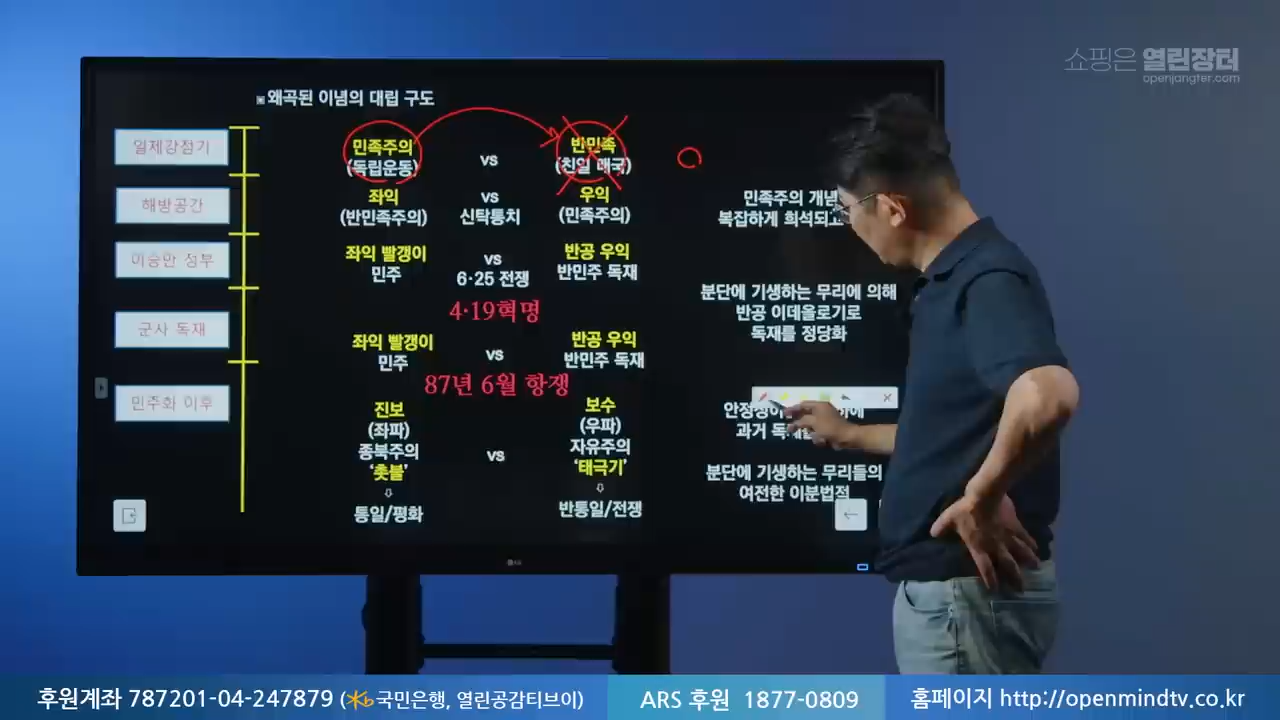 쇼핑은 열린장터
openjangter.com
왜곡된 이념의 대립 구도
일제강점기
민족주의
(독립운동)
vs
반민족
(친일 매국)
해방공간
좌익
(반민족주의)
vs
신탁통치
우익
(민족주의)
민족주의 개념
복잡하게 희석되고
이승만 정부
좌익 빨갱이
민주
vs
6·25 전쟁
반공 우익
반민주 독재
4·19혁명
분단에 기생하는 무리에 의해
반공 이데올로기로
독재를 정당화
군사 독재
좌익 빨갱이
민주
vs
반공 우익
반민주 독재
87년 6월 항쟁
민주화 이후
진보
(좌파)
종북주의
'촛불'
통일/평화
vs
보수
(우파)
자유주의
'태극기'
반통일/전쟁
과거
분단에 기생하는 무리들의
여전한 이분법적
LG
후원계좌 787201-04-247879 (국민은행, 열린공감티브이)
ARS 후원 1877-0809
홈페이지 http://openmindtv.co.kr